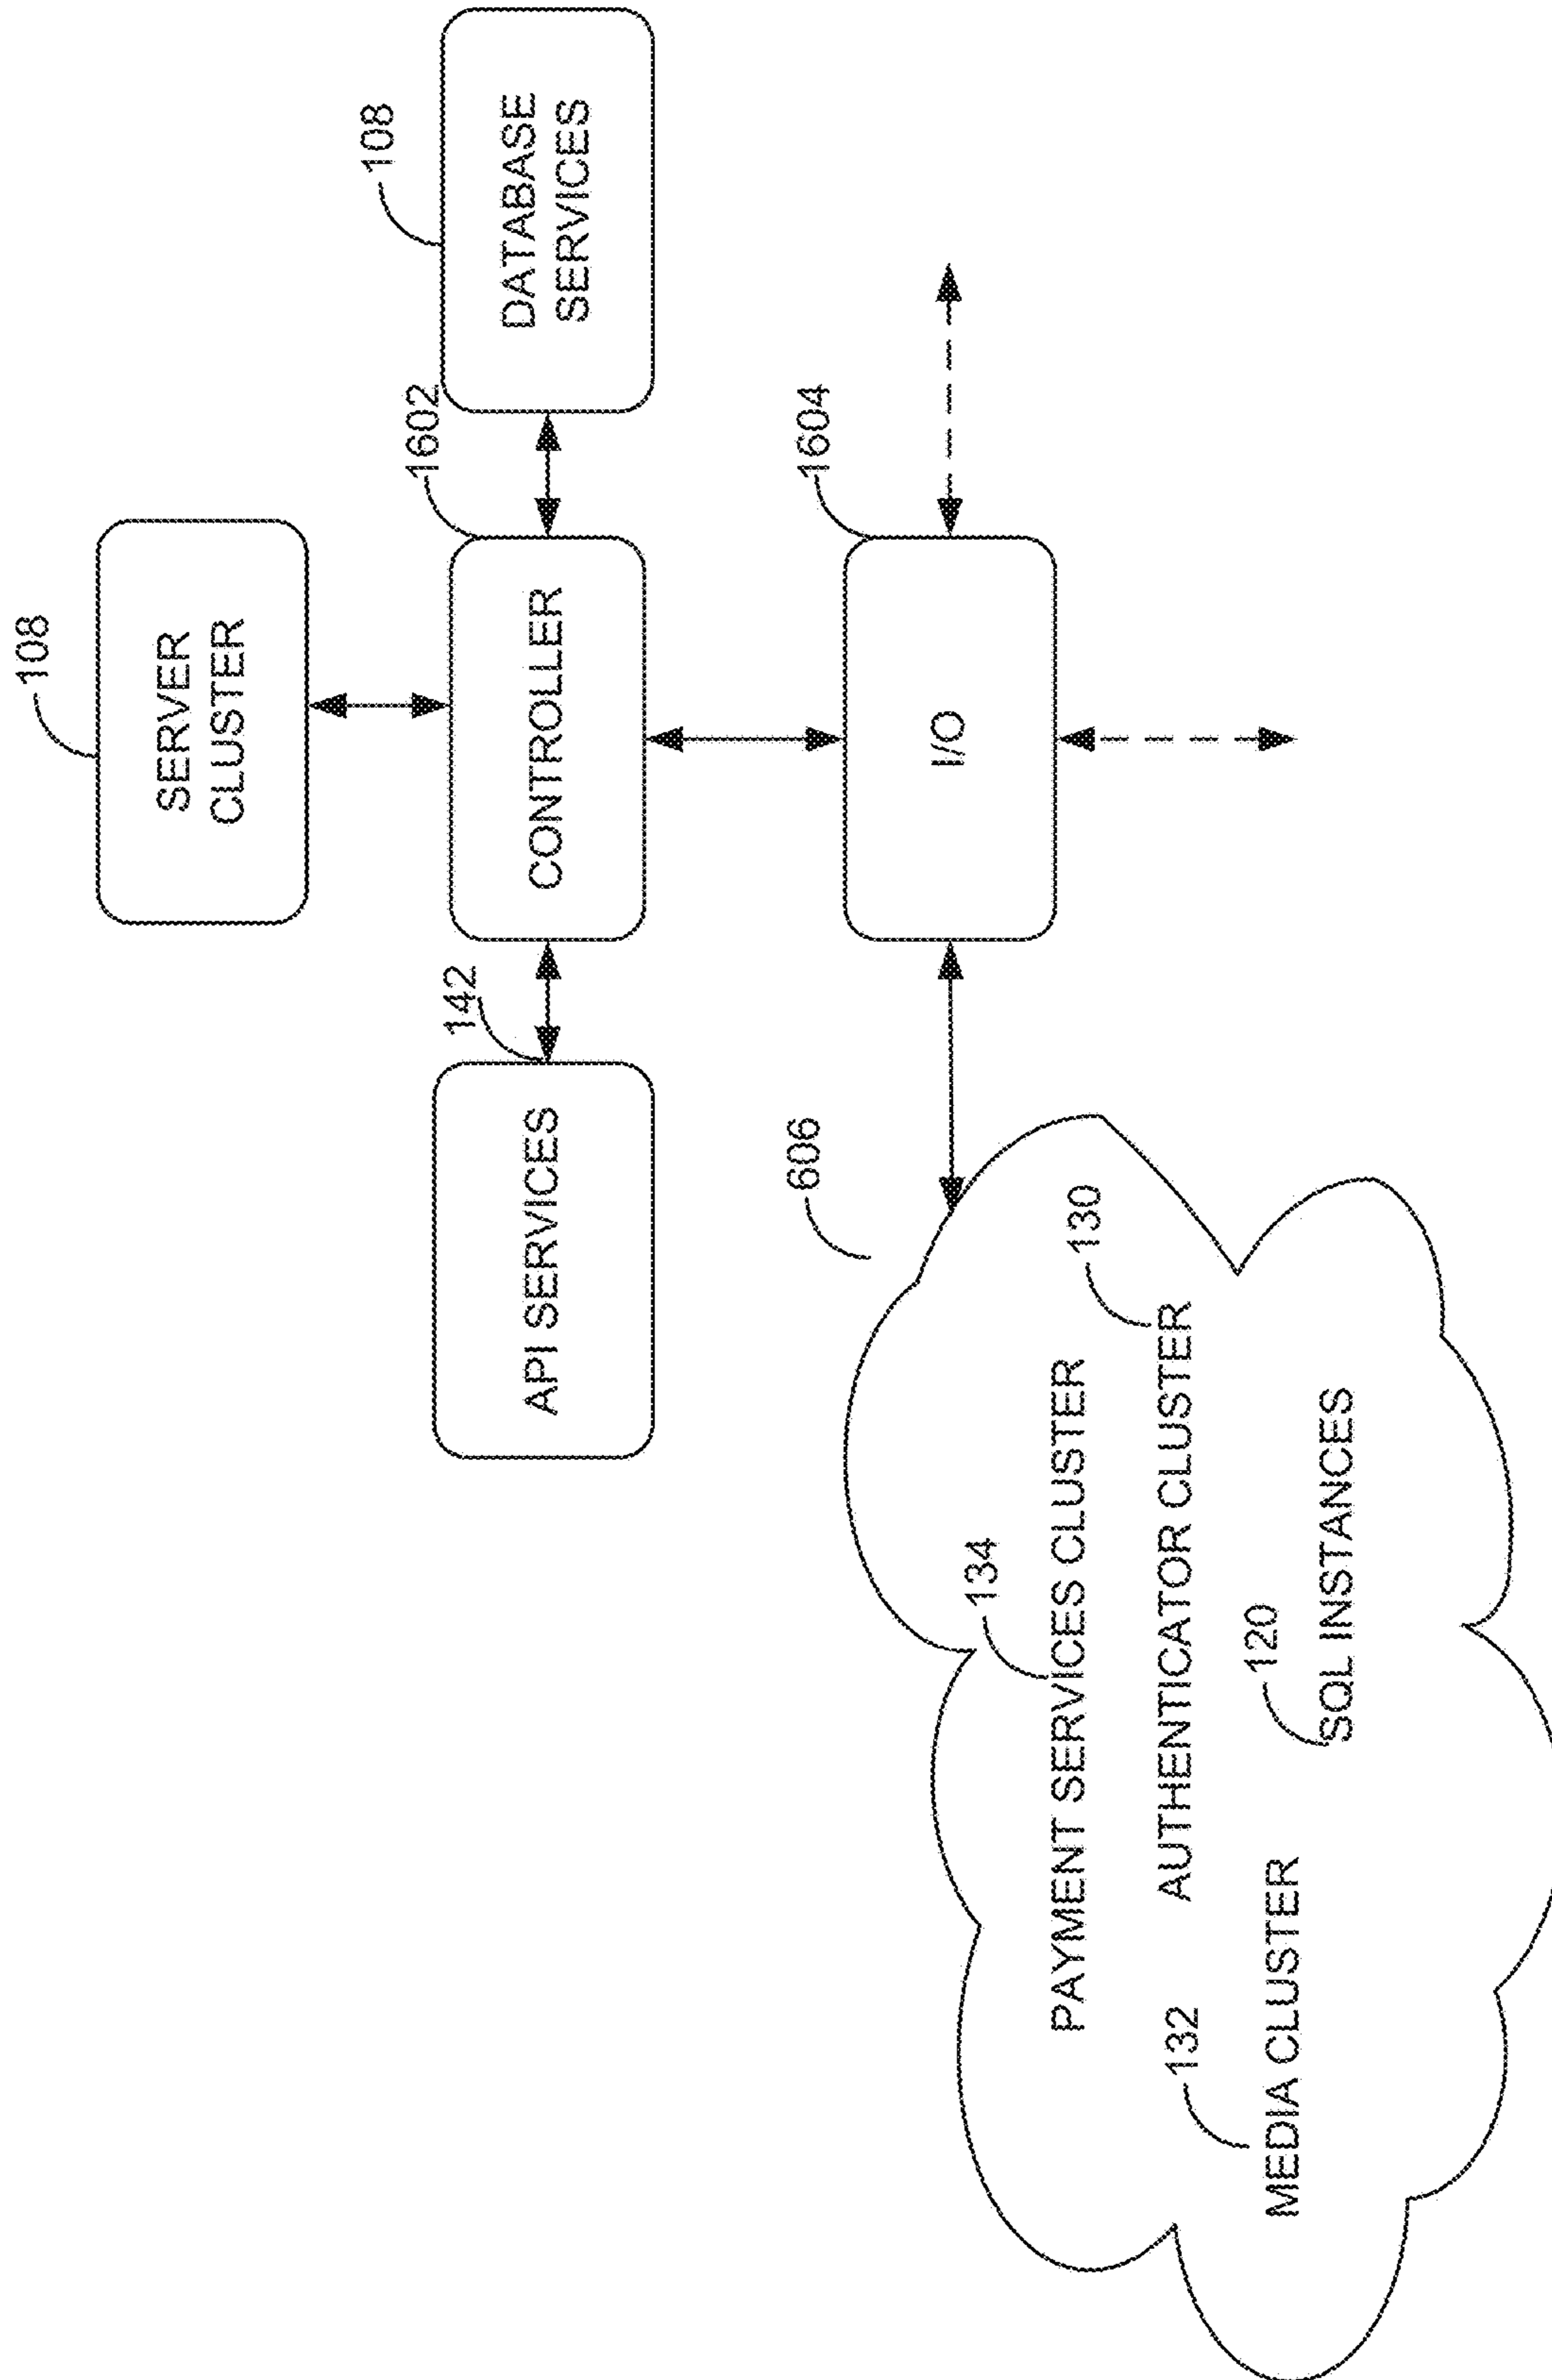 108
SERVER
CLUSTER
142
API SERVICES
1602
CONTROLLER
108
DATABASE
SERVICES
606
1604
I/O
134
PAYMENT SERVICES CLUSTER
130
AUTHENTICATOR CLUSTER
132
MEDIA CLUSTER
120
SQL INSTANCES